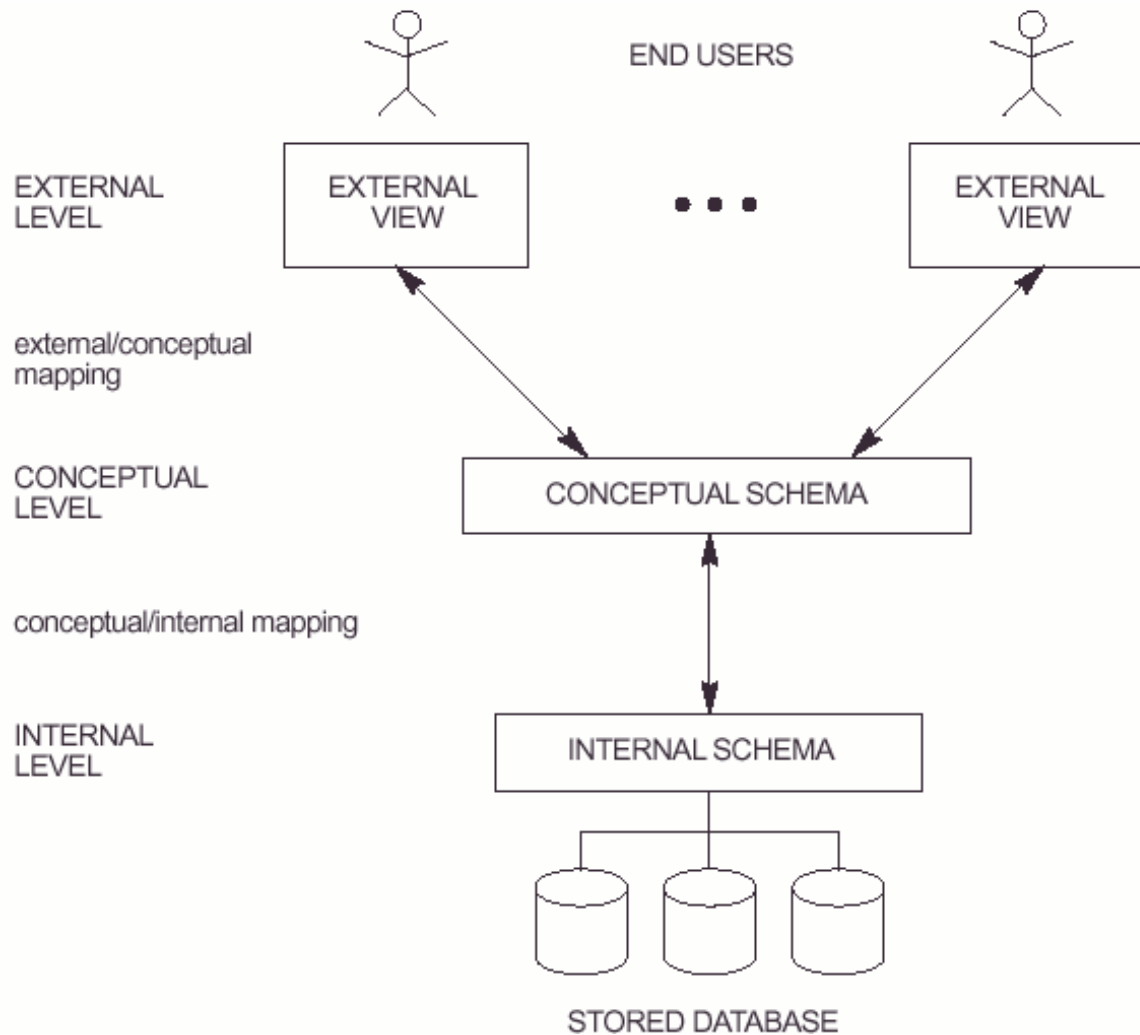 END USERS
EXTERNAL
LEVEL
EXTERNAL
VIEW
EXTERNAL
VIEW
external/conceptual
mapping
CONCEPTUAL
LEVEL
CONCEPTUAL SCHEMA
conceptual/internal mapping
INTERNAL
LEVEL
INTERNAL SCHEMA
STORED DATABASE